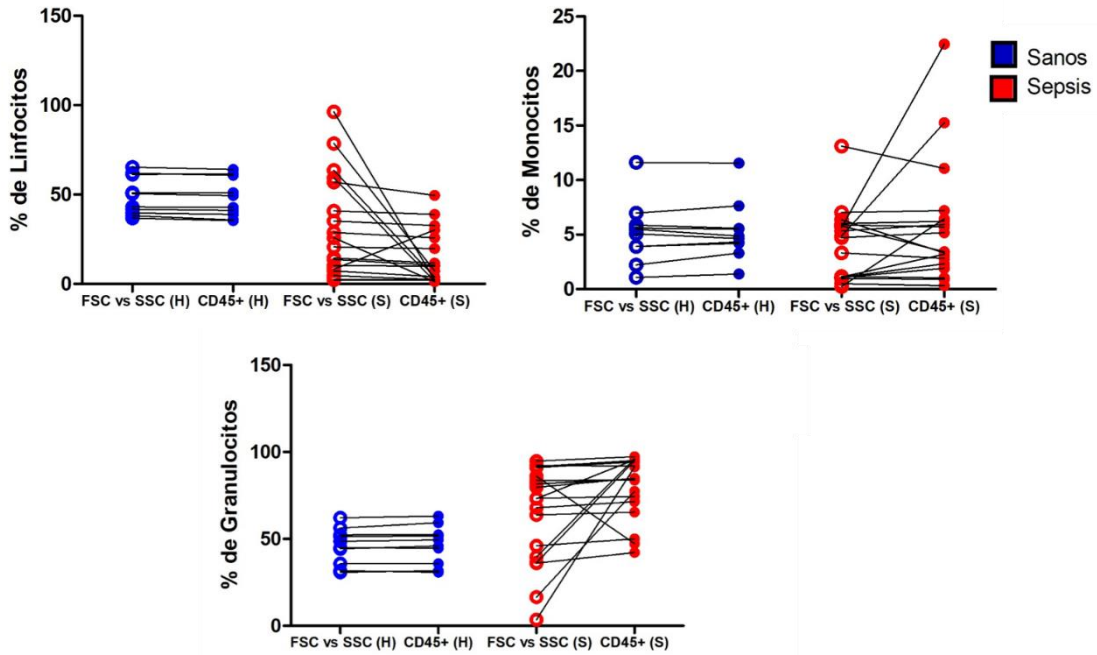 % de Linfocitos
150
100
50
0
FSC vs SSC (H) CD45+ (H) FSC vs SSC (S) CD45+ (S)
% de Monocitos
25
20
15
10
5
0
FSC vs SSC (H) CD45+ (H) FSC vs SSC (S) CD45+ (S)
Sanos
Sepsis
% de Granulocitos
150
100
50
0
FSC vs SSC (H) CD45+ (H) FSC vs SSC (S) CD45+ (S)